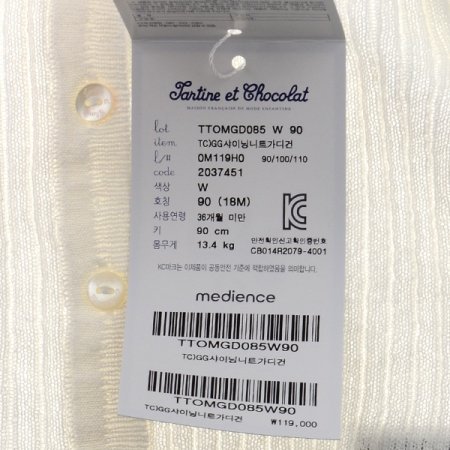 Tartine et Chocolat
MAISON FRANÇAISE DE MODE ENFANTINE
lot TTOMGD085 W 90
item TC)GG샤이닝니트가디건
L/# 0M119H0 90/100/110
code 2037451
색상 W
호칭 90 (18M)
사용연령 36개월 미만
키 90 cm
몸무게 13.4 kg
안전확인신고확인증번호
CB014R2079-4001
KC마크는 이제품이 공통안전 기준에 적합하였음을 의미합니다.
medience
TTOMGD085W90
TC)GG샤이닝니트가디건
TTOMGD085W90
TC)GG샤이닝니트가디건
₩119,000